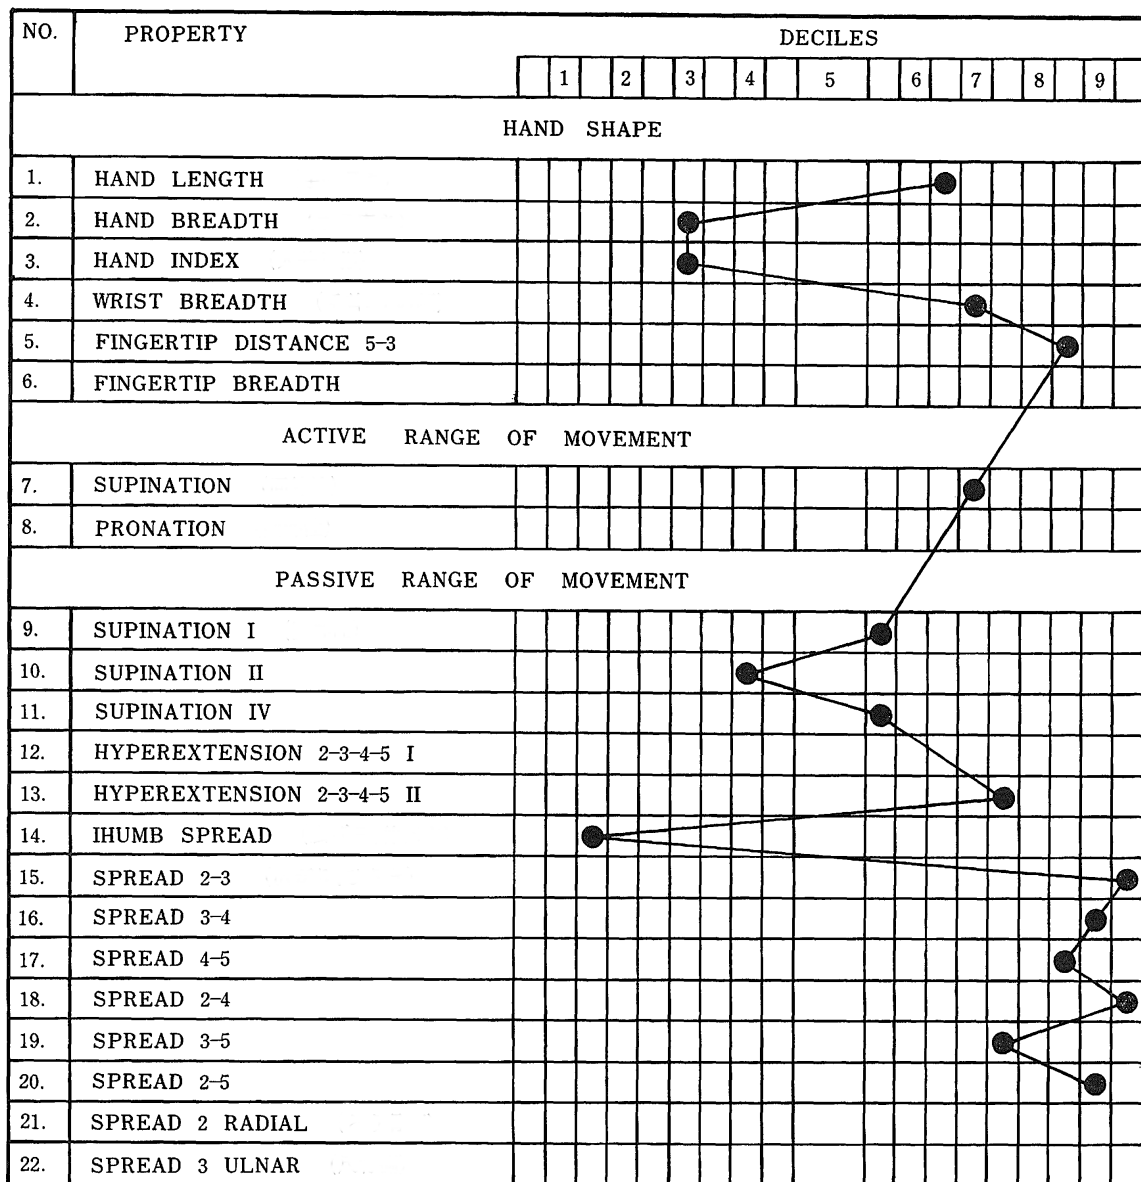 NO. PROPERTY DECILES
1 2 3 4 5 6 7 8 9
HAND SHAPE
1. HAND LENGTH
2. HAND BREADTH
3. HAND INDEX
4. WRIST BREADTH
5. FINGERTIP DISTANCE 5-3
6. FINGERTIP BREADTH
ACTIVE RANGE OF MOVEMENT
7. SUPINATION
8. PRONATION
PASSIVE RANGE OF MOVEMENT
9. SUPINATION I
10. SUPINATION II
11. SUPINATION IV
12. HYPEREXTENSION 2-3-4-5 I
13. HYPEREXTENSION 2-3-4-5 II
14. IHUMB SPREAD
15. SPREAD 2-3
16. SPREAD 3-4
17. SPREAD 4-5
18. SPREAD 2-4
19. SPREAD 3-5
20. SPREAD 2-5
21. SPREAD 2 RADIAL
22. SPREAD 3 ULNAR